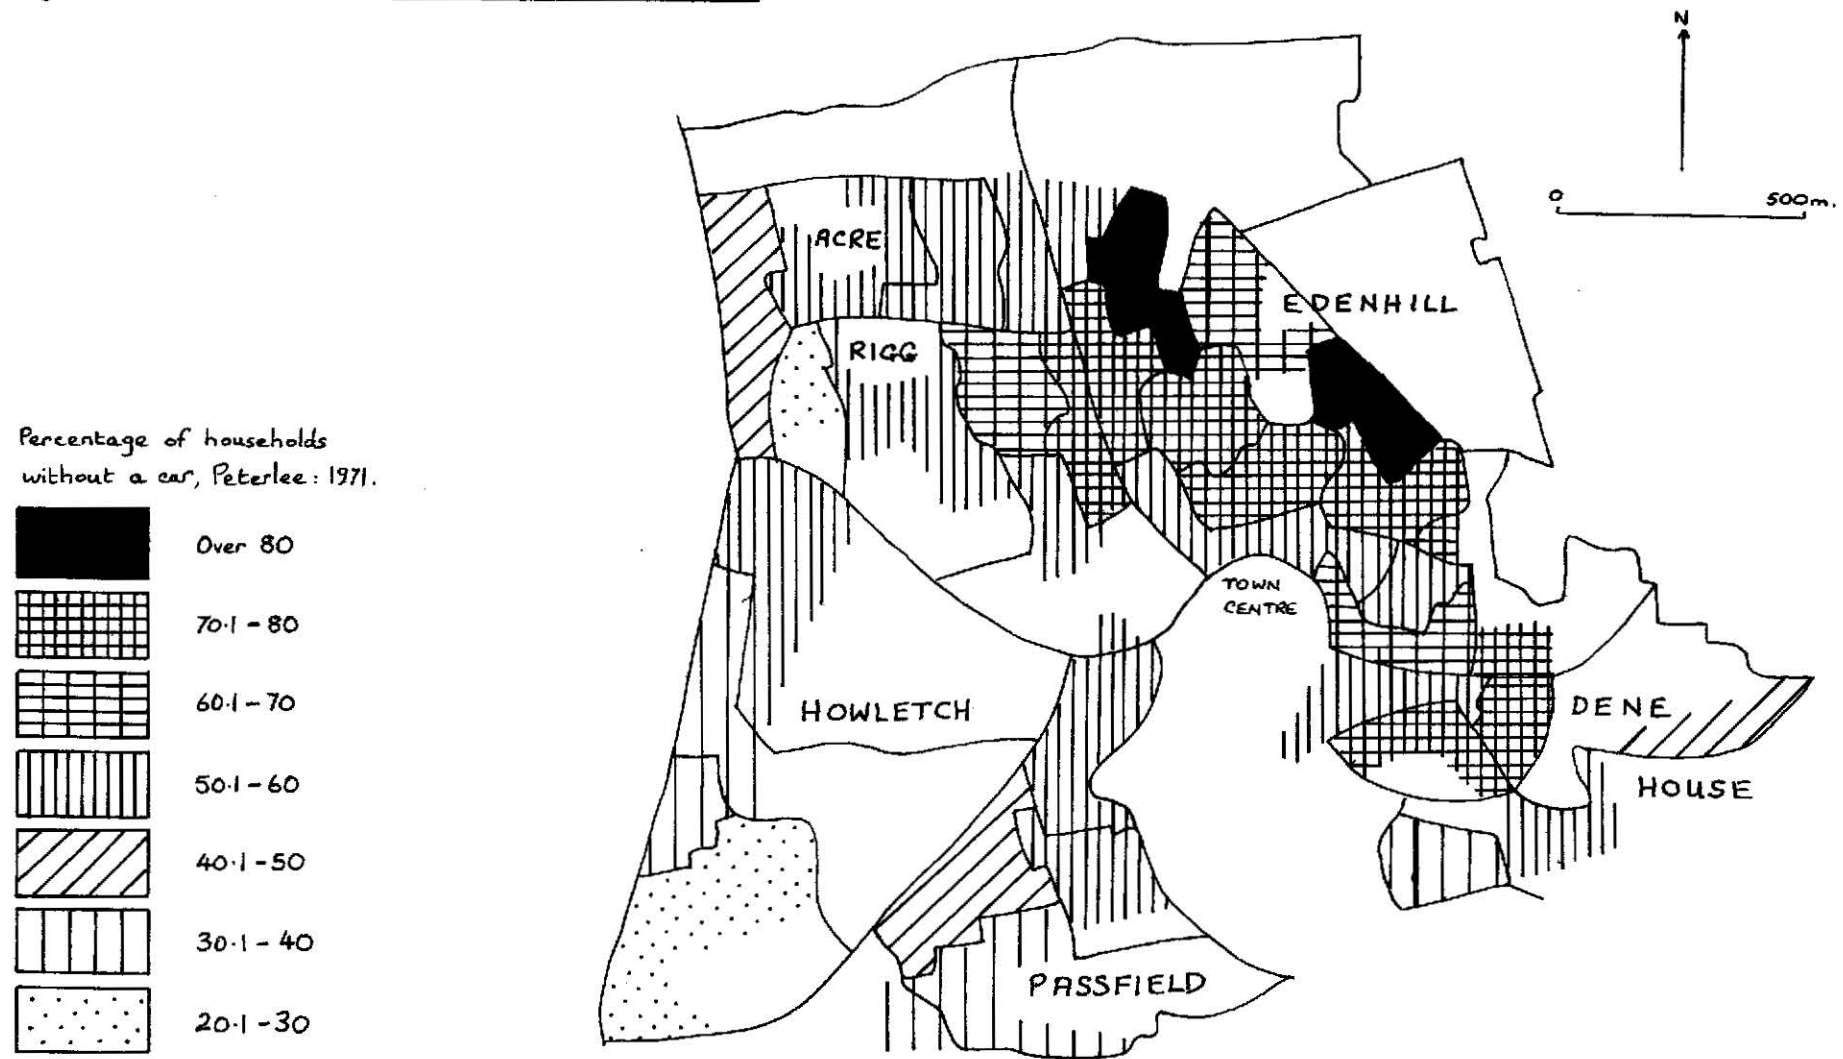 N
0 500m.
ACRE
RIGG
EDENHILL
TOWN
CENTRE
HOWLETCH
DENE
HOUSE
PASSFIELD
Percentage of households
without a car, Peterlee: 1971.
Over 80
70·1 - 80
60·1 - 70
50·1 - 60
40·1 - 50
30·1 - 40
20·1 - 30